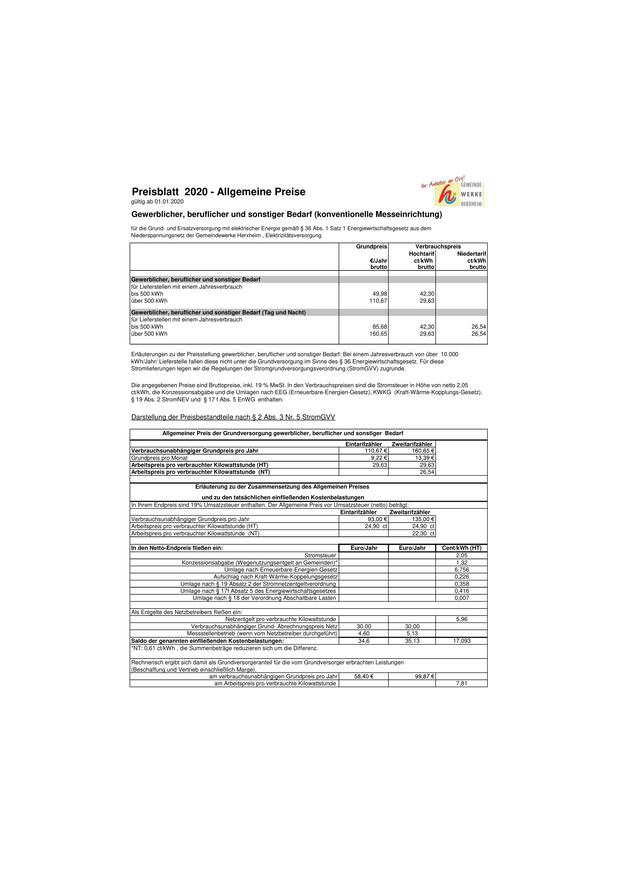 Ihr Anbieter am Ort!
GEMEINDE
WERKE
HERXHEIM
Preisblatt 2020 - Allgemeine Preise
gültig ab 01.01.2020
Gewerblicher, beruflicher und sonstiger Bedarf (konventionelle Messeinrichtung)
für die Grund- und Ersatzversorgung mit elektrischer Energie gemäß § 36 Abs. 1 Satz 1 Energiewirtschaftsgesetz aus dem
Niederspannungsnetz der Gemeindewerke Herxheim , Elektrizitätsversorgung
Grundpreis Verbrauchspreis
Hochtarif Niedertarif
€/Jahr ct/kWh ct/kWh
brutto brutto brutto
Gewerblicher, beruflicher und sonstiger Bedarf
für Lieferstellen mit einem Jahresverbrauch
bis 500 kWh 49,98 42,30
über 500 kWh 110,67 29,63
Gewerblicher, beruflicher und sonstiger Bedarf (Tag und Nacht)
für Lieferstellen mit einem Jahresverbrauch
bis 500 kWh 85,68 42,30 26,54
über 500 kWh 160,65 29,63 26,54
Erläuterungen zu der Preisstellung gewerblicher, beruflicher und sonstiger Bedarf: Bei einem Jahresverbrauch von über 10.000
kWh/Jahr/ Lieferstelle fallen diese nicht unter die Grundversorgung im Sinne des § 36 Energiewirtschaftsgesetz. Für diese
Stromlieferungen legen wir die Regelungen der Stromgrundversorgungsverordnung (StromGVV) zugrunde.
Die angegebenen Preise sind Bruttopreise, inkl. 19 % MwSt. In den Verbrauchspreisen sind die Stromsteuer in Höhe von netto 2,05
ct/kWh, die Konzessionsabgabe und die Umlagen nach EEG (Erneuerbare-Energien-Gesetz), KWKG (Kraft-Wärme-Kopplungs-Gesetz),
§ 19 Abs. 2 StromNEV und § 17 f Abs. 5 EnWG enthalten.
Darstellung der Preisbestandteile nach § 2 Abs. 3 Nr. 5 StromGVV
Allgemeiner Preis der Grundversorgung gewerblicher, beruflicher und sonstiger Bedarf
Eintarifzähler Zweitarifzähler
Verbrauchsunabhängiger Grundpreis pro Jahr 110,67 € 160,65 €
Grundpreis pro Monat 9,22 € 13,39 €
Arbeitspreis pro verbrauchter Kilowattstunde (HT) 29,63 29,63
Arbeitspreis pro verbrauchter Kilowattstunde (NT) 26,54
Erläuterung zu der Zusammensetzung des Allgemeinen Preises
und zu den tatsächlichen einfließenden Kostenbelastungen
In Ihrem Endpreis sind 19% Umsatzsteuer enthalten. Der Allgemeine Preis vor Umsatzsteuer (netto) beträgt:
Eintarifzähler Zweitarifzähler
Verbrauchsunabhängiger Grundpreis pro Jahr 93,00 € 135,00 €
Arbeitspreis pro verbrauchter Kilowattstunde (HT) 24,90 ct 24,90 ct
Arbeitspreis pro verbrauchter Kilowattstunde (NT) 22,30 ct
In den Netto-Endpreis fließen ein: Euro/Jahr Euro/Jahr Cent/kWh (HT)
Stromsteuer 2,05
Konzessionsabgabe (Wegenutzungsentgelt an Gemeinden)* 1,32
Umlage nach Erneuerbare-Energien-Gesetz 6,756
Aufschlag nach Kraft-Wärme-Koppelungsgesetz 0,226
Umlage nach § 19 Absatz 2 der Stromnetzentgeltverordnung 0,358
Umlage nach § 17f Absatz 5 des Energiewirtschaftsgesetzes 0,416
Umlage nach § 18 der Verordnung Abschaltbare Lasten 0,007
Als Entgelte des Netzbetreibers fließen ein:
Netzentgelt pro verbrauchte Kilowattstunde 5,96
Verbrauchsunabhängiger Grund- Abrechnungspreis Netz 30,00 30,00
Messstellenbetrieb (wenn vom Netzbetreiber durchgeführt) 4,60 5,13
Saldo der genannten einfließenden Kostenbelastungen: 34,6 35,13 17,093
*NT: 0,61 ct/kWh , die Summenbeträge reduzieren sich um die Differenz.
Rechnerisch ergibt sich damit als Grundversorgeranteil für die vom Grundversorger erbrachten Leistungen
(Beschaffung und Vertrieb einschließlich Marge).
am verbrauchsunabhängigen Grundpreis pro Jahr 58,40 € 99,87 €
am Arbeitspreis pro verbrauchte Kilowattstunde 7,81